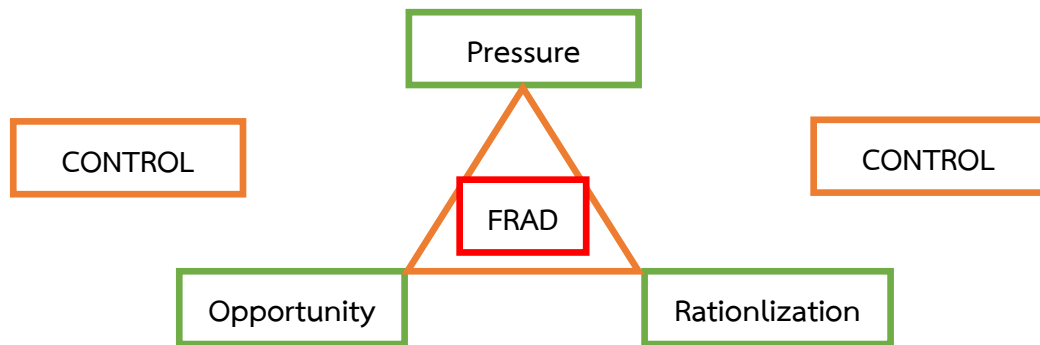 Pressure
CONTROL
CONTROL
FRAD
Opportunity
Rationlization